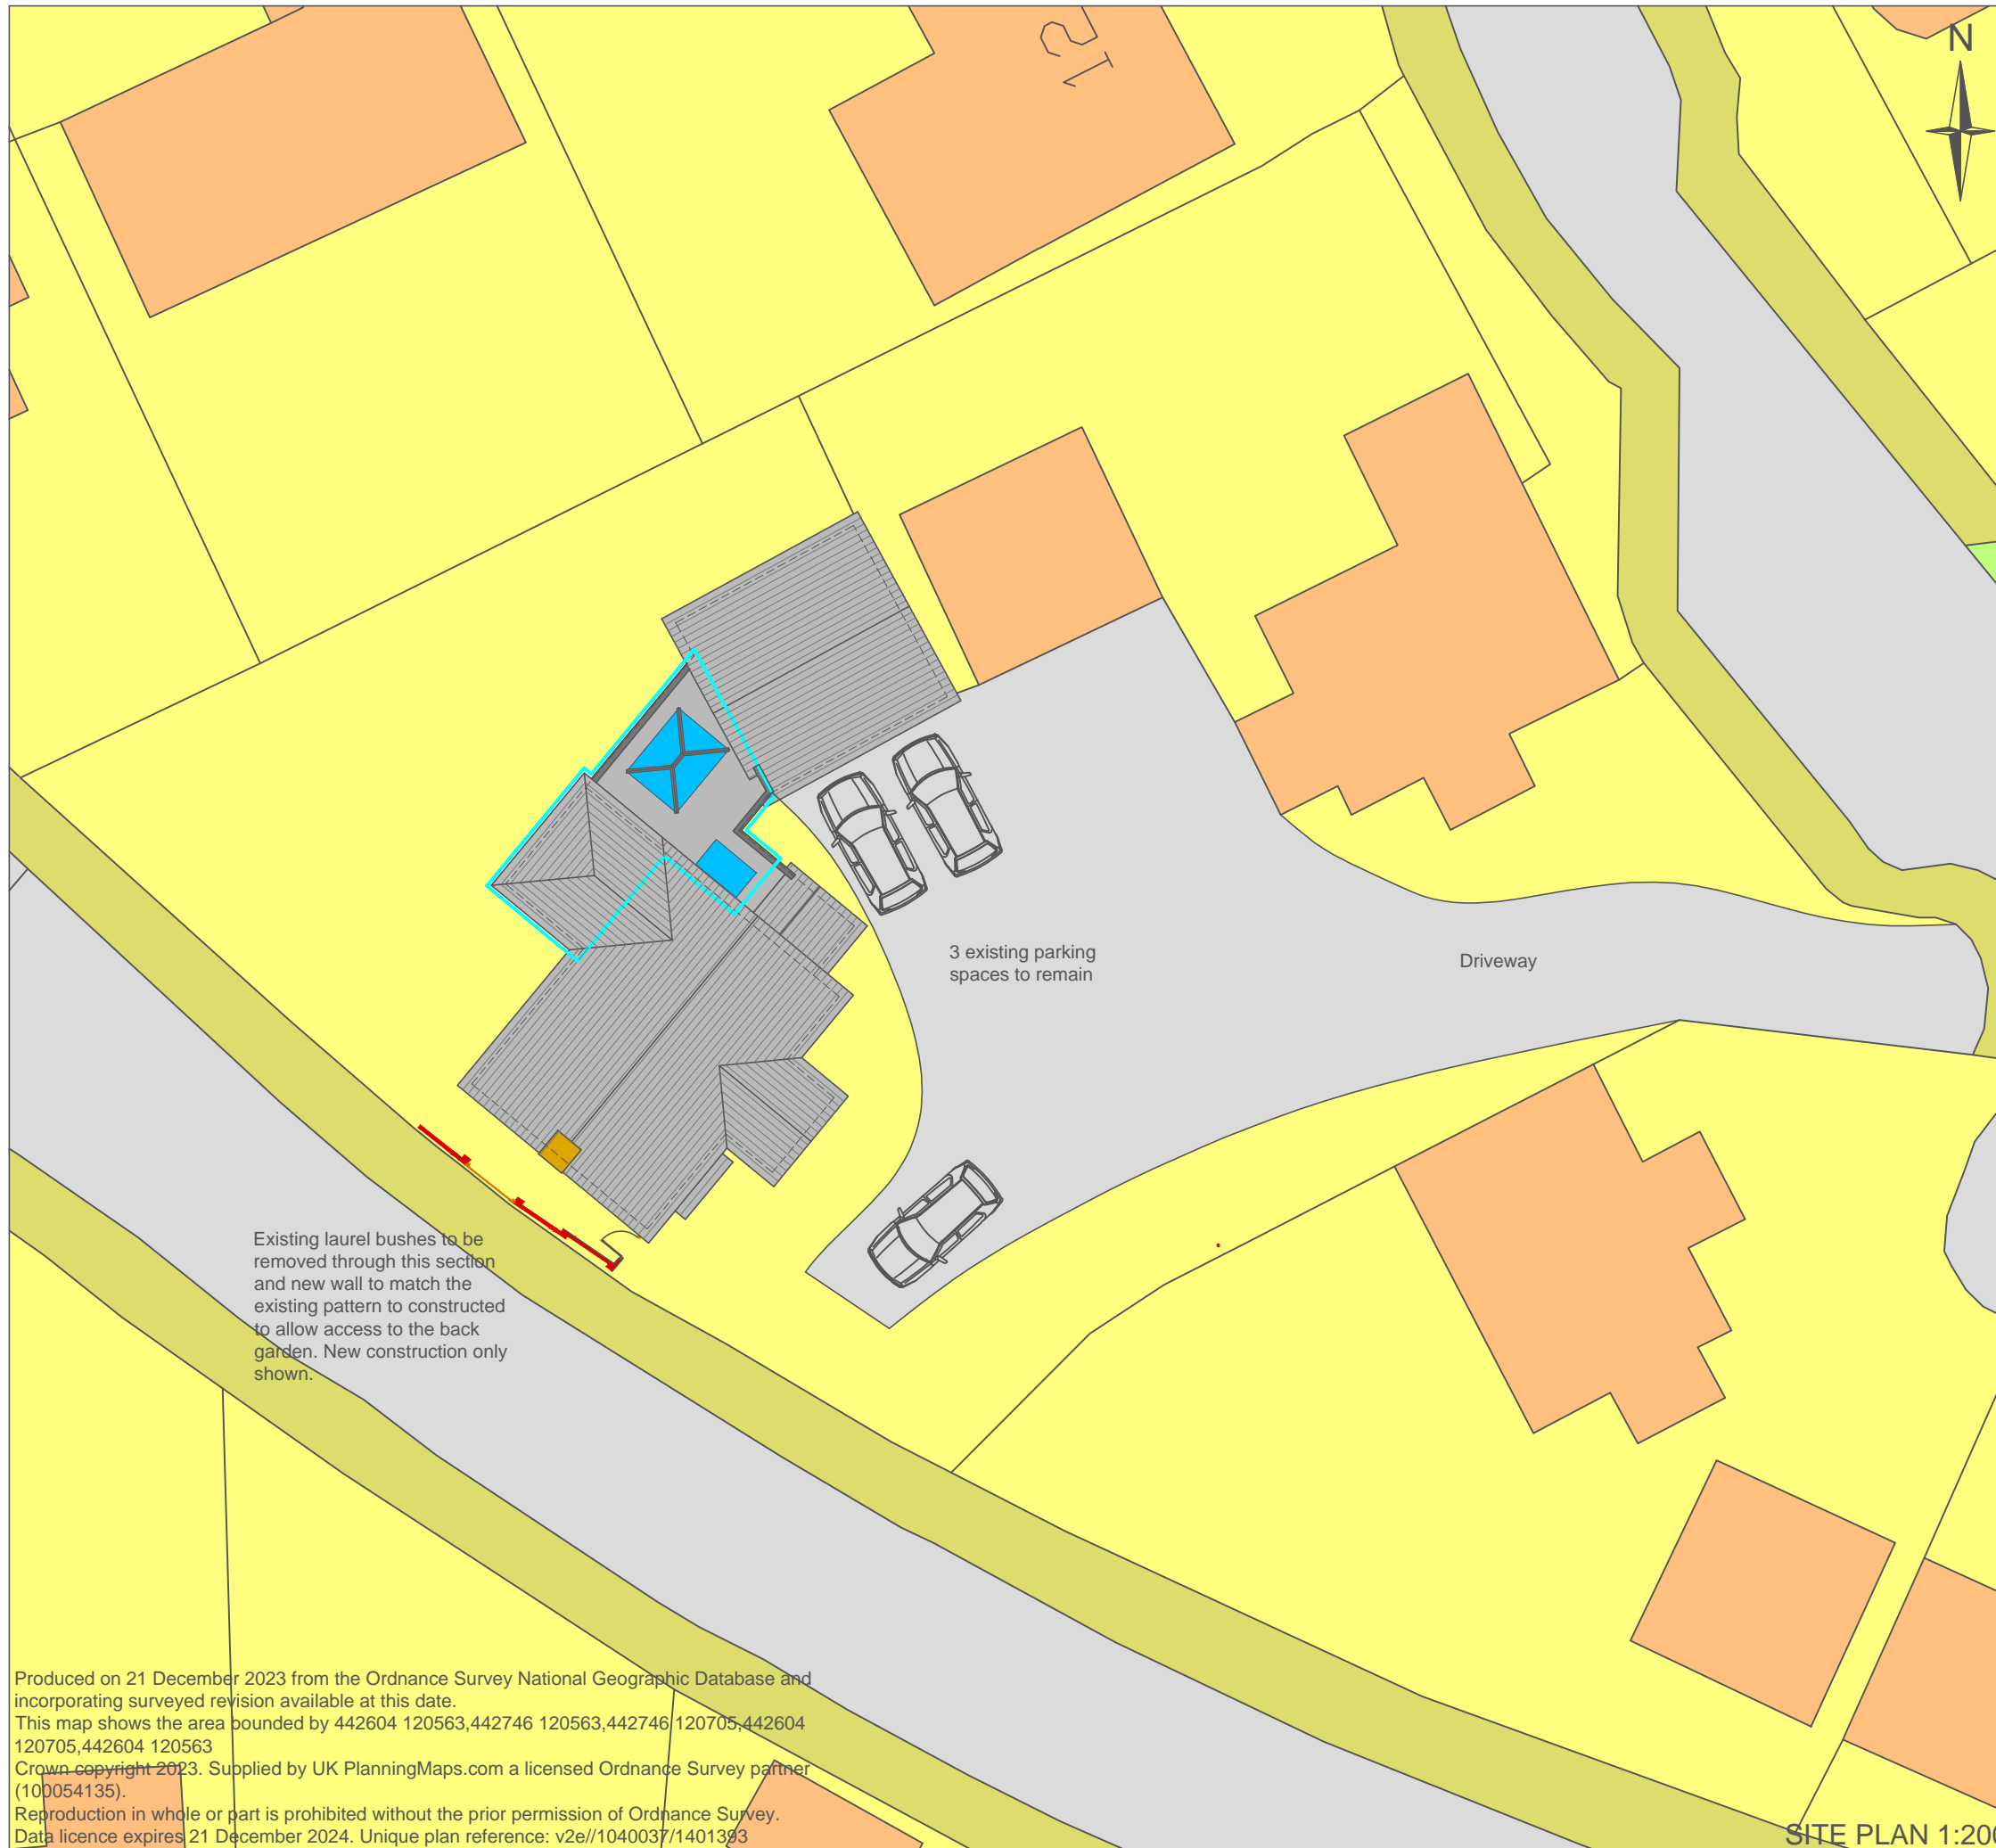 12
N
3 existing parking
spaces to remain
Driveway
Existing laurel bushes to be
removed through this section
and new wall to match the
existing pattern to constructed
to allow access to the back
garden. New construction only
shown.
Produced on 21 December 2023 from the Ordnance Survey National Geographic Database and
incorporating surveyed revision available at this date.
This map shows the area bounded by 442604 120563,442746 120563,442746 120705,442604
120705,442604 120563
Crown copyright 2023. Supplied by UK PlanningMaps.com a licensed Ordnance Survey partner
(100054135).
Reproduction in whole or part is prohibited without the prior permission of Ordnance Survey.
Data licence expires 21 December 2024. Unique plan reference: v2e//1040037/1401393
SITE PLAN 1:200